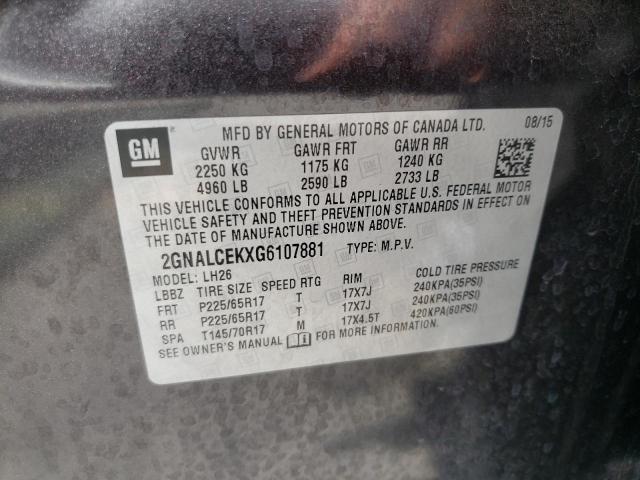 GM
MFD BY GENERAL MOTORS OF CANADA LTD. 08/15
GVWR GAWR FRT GAWR RR
2250 KG 1175 KG 1240 KG
4960 LB 2590 LB 2733 LB
THIS VEHICLE CONFORMS TO ALL APPLICABLE U.S. FEDERAL MOTOR
VEHICLE SAFETY AND THEFT PREVENTION STANDARDS IN EFFECT ON
THE DATE OF MANUFACTURE SHOWN ABOVE.
2GNALCEKXG6107881 TYPE: M.P.V.
MODEL: LH26
LBBZ TIRE SIZE SPEED RTG RIM COLD TIRE PRESSURE
FRT P225/65R17 T 17X7J 240KPA(35PSI)
RR P225/65R17 T 17X7J 240KPA(35PSI)
SPA T145/70R17 M 17X4.5T 420KPA(60PSI)
SEE OWNER'S MANUAL FOR MORE INFORMATION.